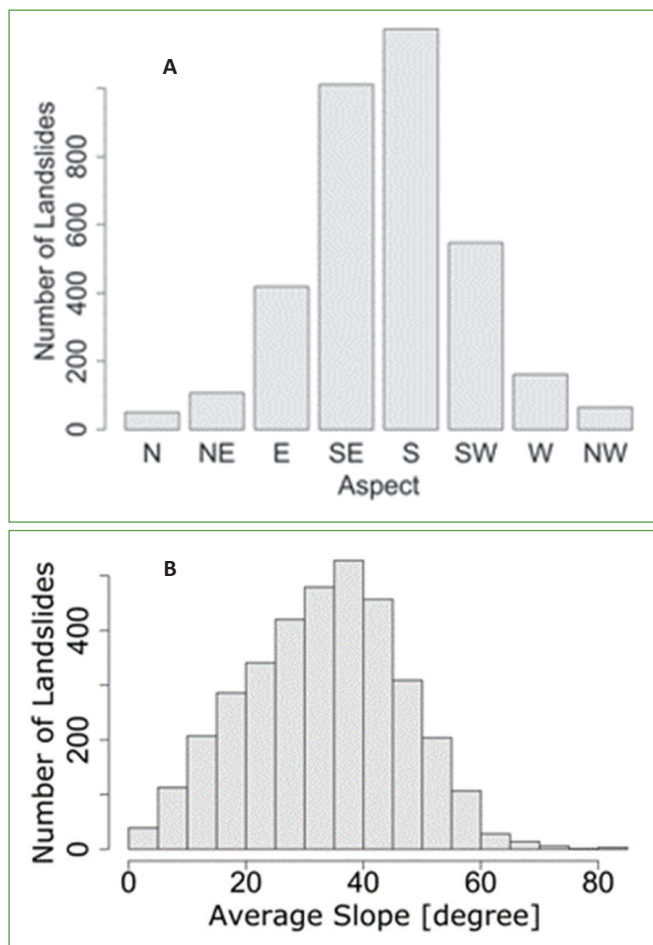 A
Number of Landslides
800
600
400
200
0
N NE E SE S SW W NW
Aspect
B
Number of Landslides
400
200
0
0 20 40 60 80
Average Slope [degree]